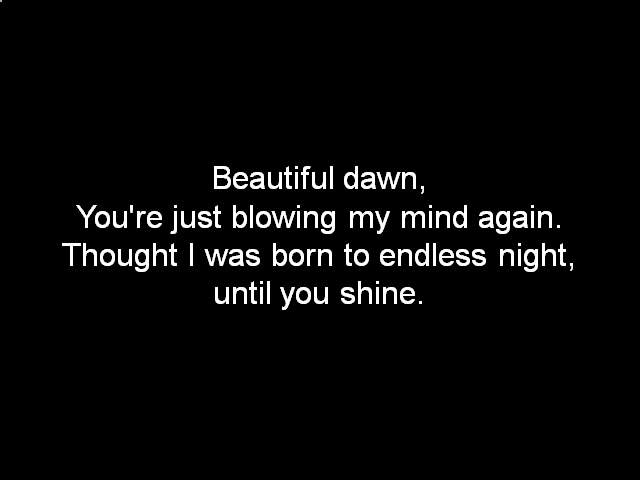 Beautiful dawn,
You're just blowing my mind again.
Thought I was born to endless night,
until you shine.